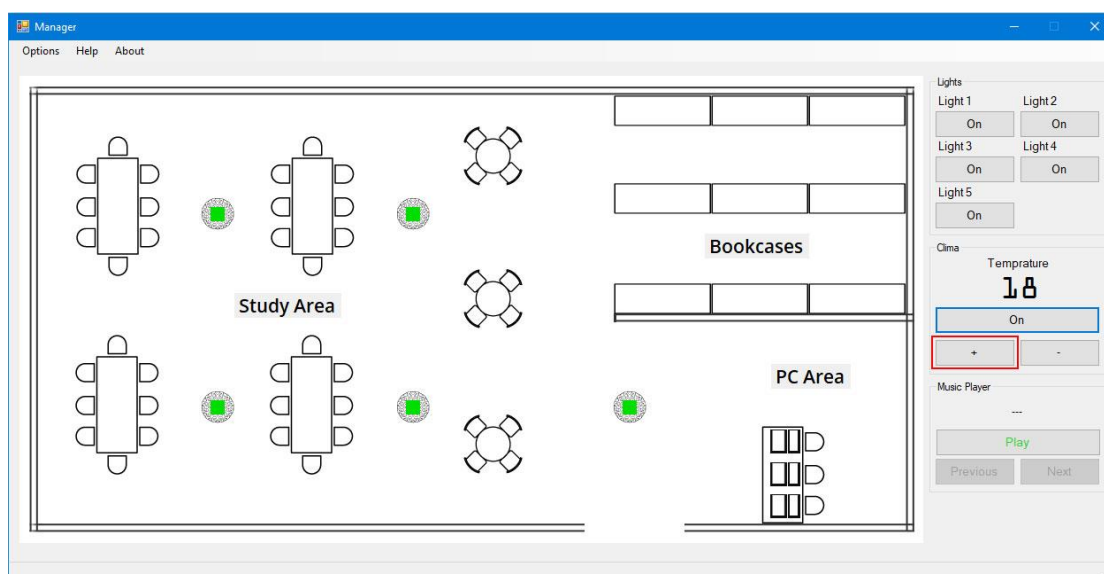 Manager
Options Help About
Lights
Light 1 Light 2
On On
Light 3 Light 4
On On
Light 5
On
Clima
Temprature
18
On
+ -
Music Player
---
Play
Previous Next
Bookcases
Study Area
PC Area